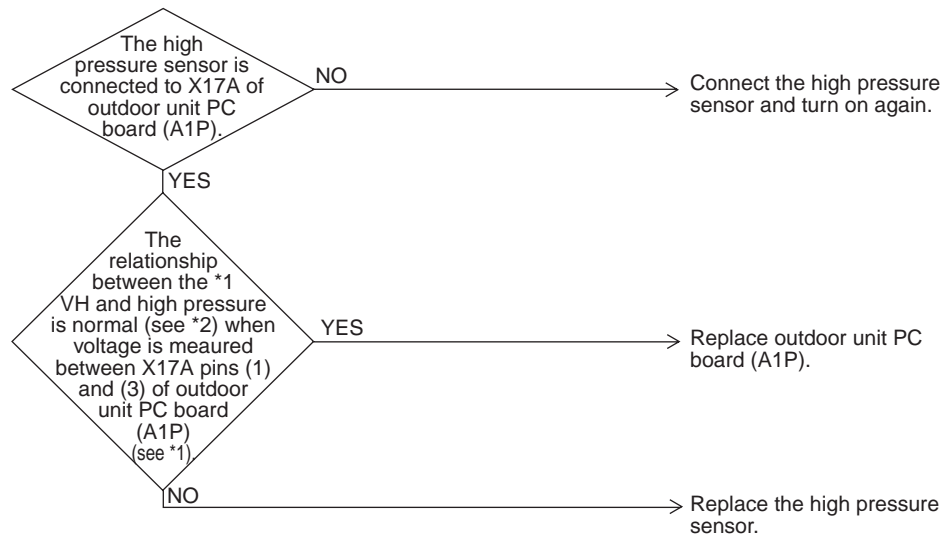 The high
pressure sensor is
connected to X17A of
outdoor unit PC
board (A1P).
NO
Connect the high pressure
sensor and turn on again.
YES
The
relationship
between the *1
VH and high pressure
is normal (see *2) when
voltage is meaured
between X17A pins (1)
and (3) of outdoor
unit PC board
(A1P)
(see *1).
YES
Replace outdoor unit PC
board (A1P).
NO
Replace the high pressure
sensor.